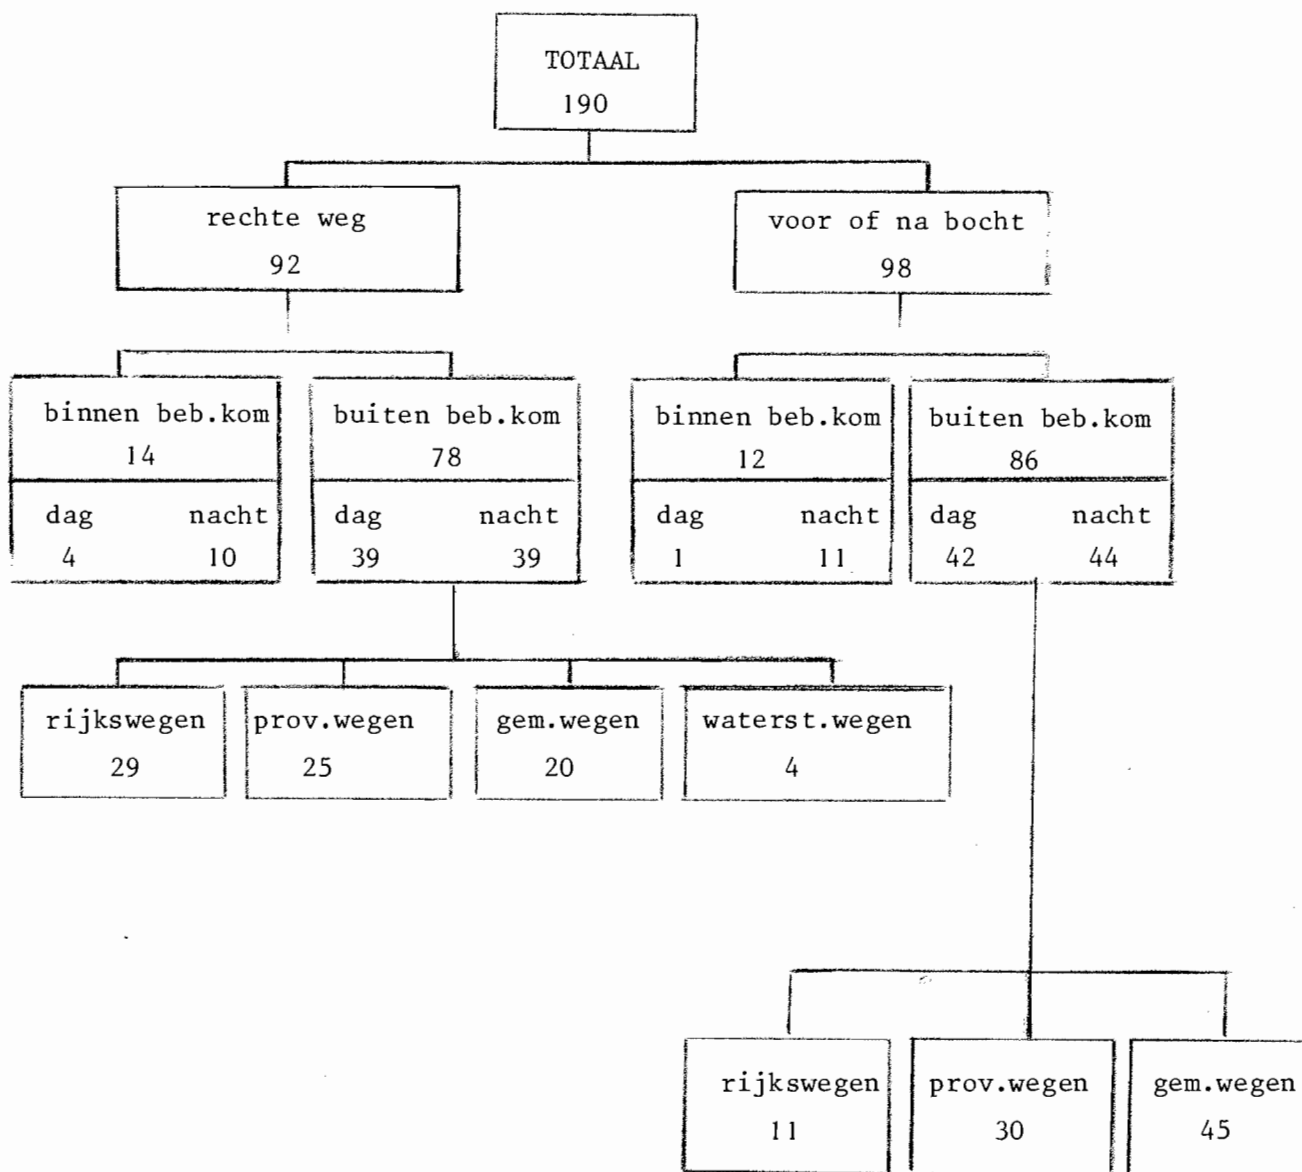 TOTAAL
190
rechte weg
92
voor of na bocht
98
binnen beb.kom
14
dag nacht
4 10
buiten beb.kom
78
dag nacht
39 39
binnen beb.kom
12
dag nacht
1 11
buiten beb.kom
86
dag nacht
42 44
rijkswegen
29
prov.wegen
25
gem.wegen
20
waterst.wegen
4
rijkswegen
11
prov.wegen
30
gem.wegen
45